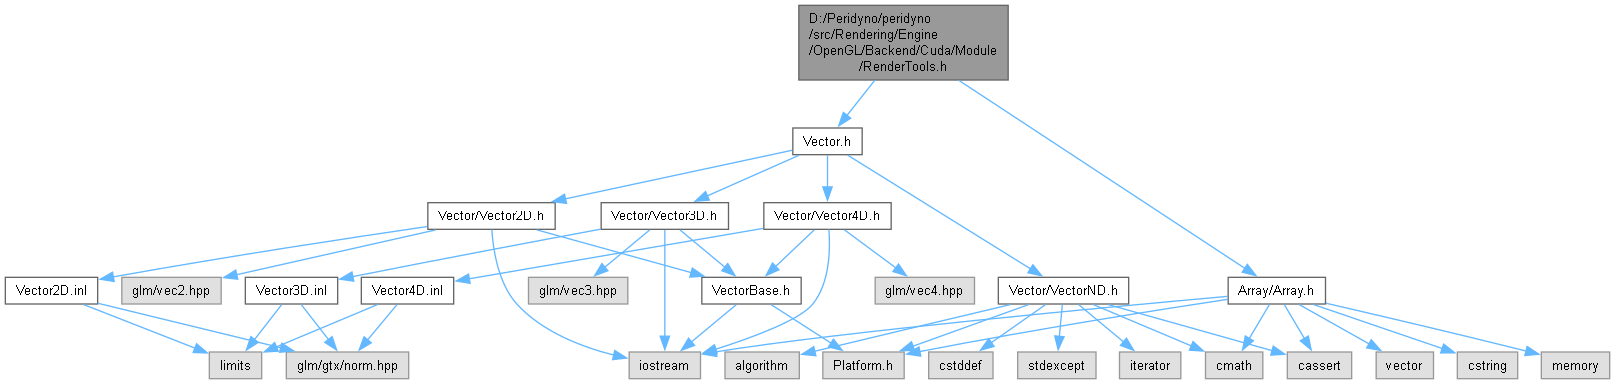 D:/Peridyno/peridyno
/src/Rendering/Engine
/OpenGL/Backend/Cuda/Module
/RenderTools.h
Vector.h
Vector/Vector2D.h
Vector/Vector3D.h
Vector/Vector4D.h
Vector2D.inl
glm/vec2.hpp
Vector3D.inl
Vector4D.inl
glm/vec3.hpp
VectorBase.h
glm/vec4.hpp
Vector/VectorND.h
Array/Array.h
limits
glm/gtx/norm.hpp
iostream
algorithm
Platform.h
cstddef
stdexcept
iterator
cmath
cassert
vector
cstring
memory